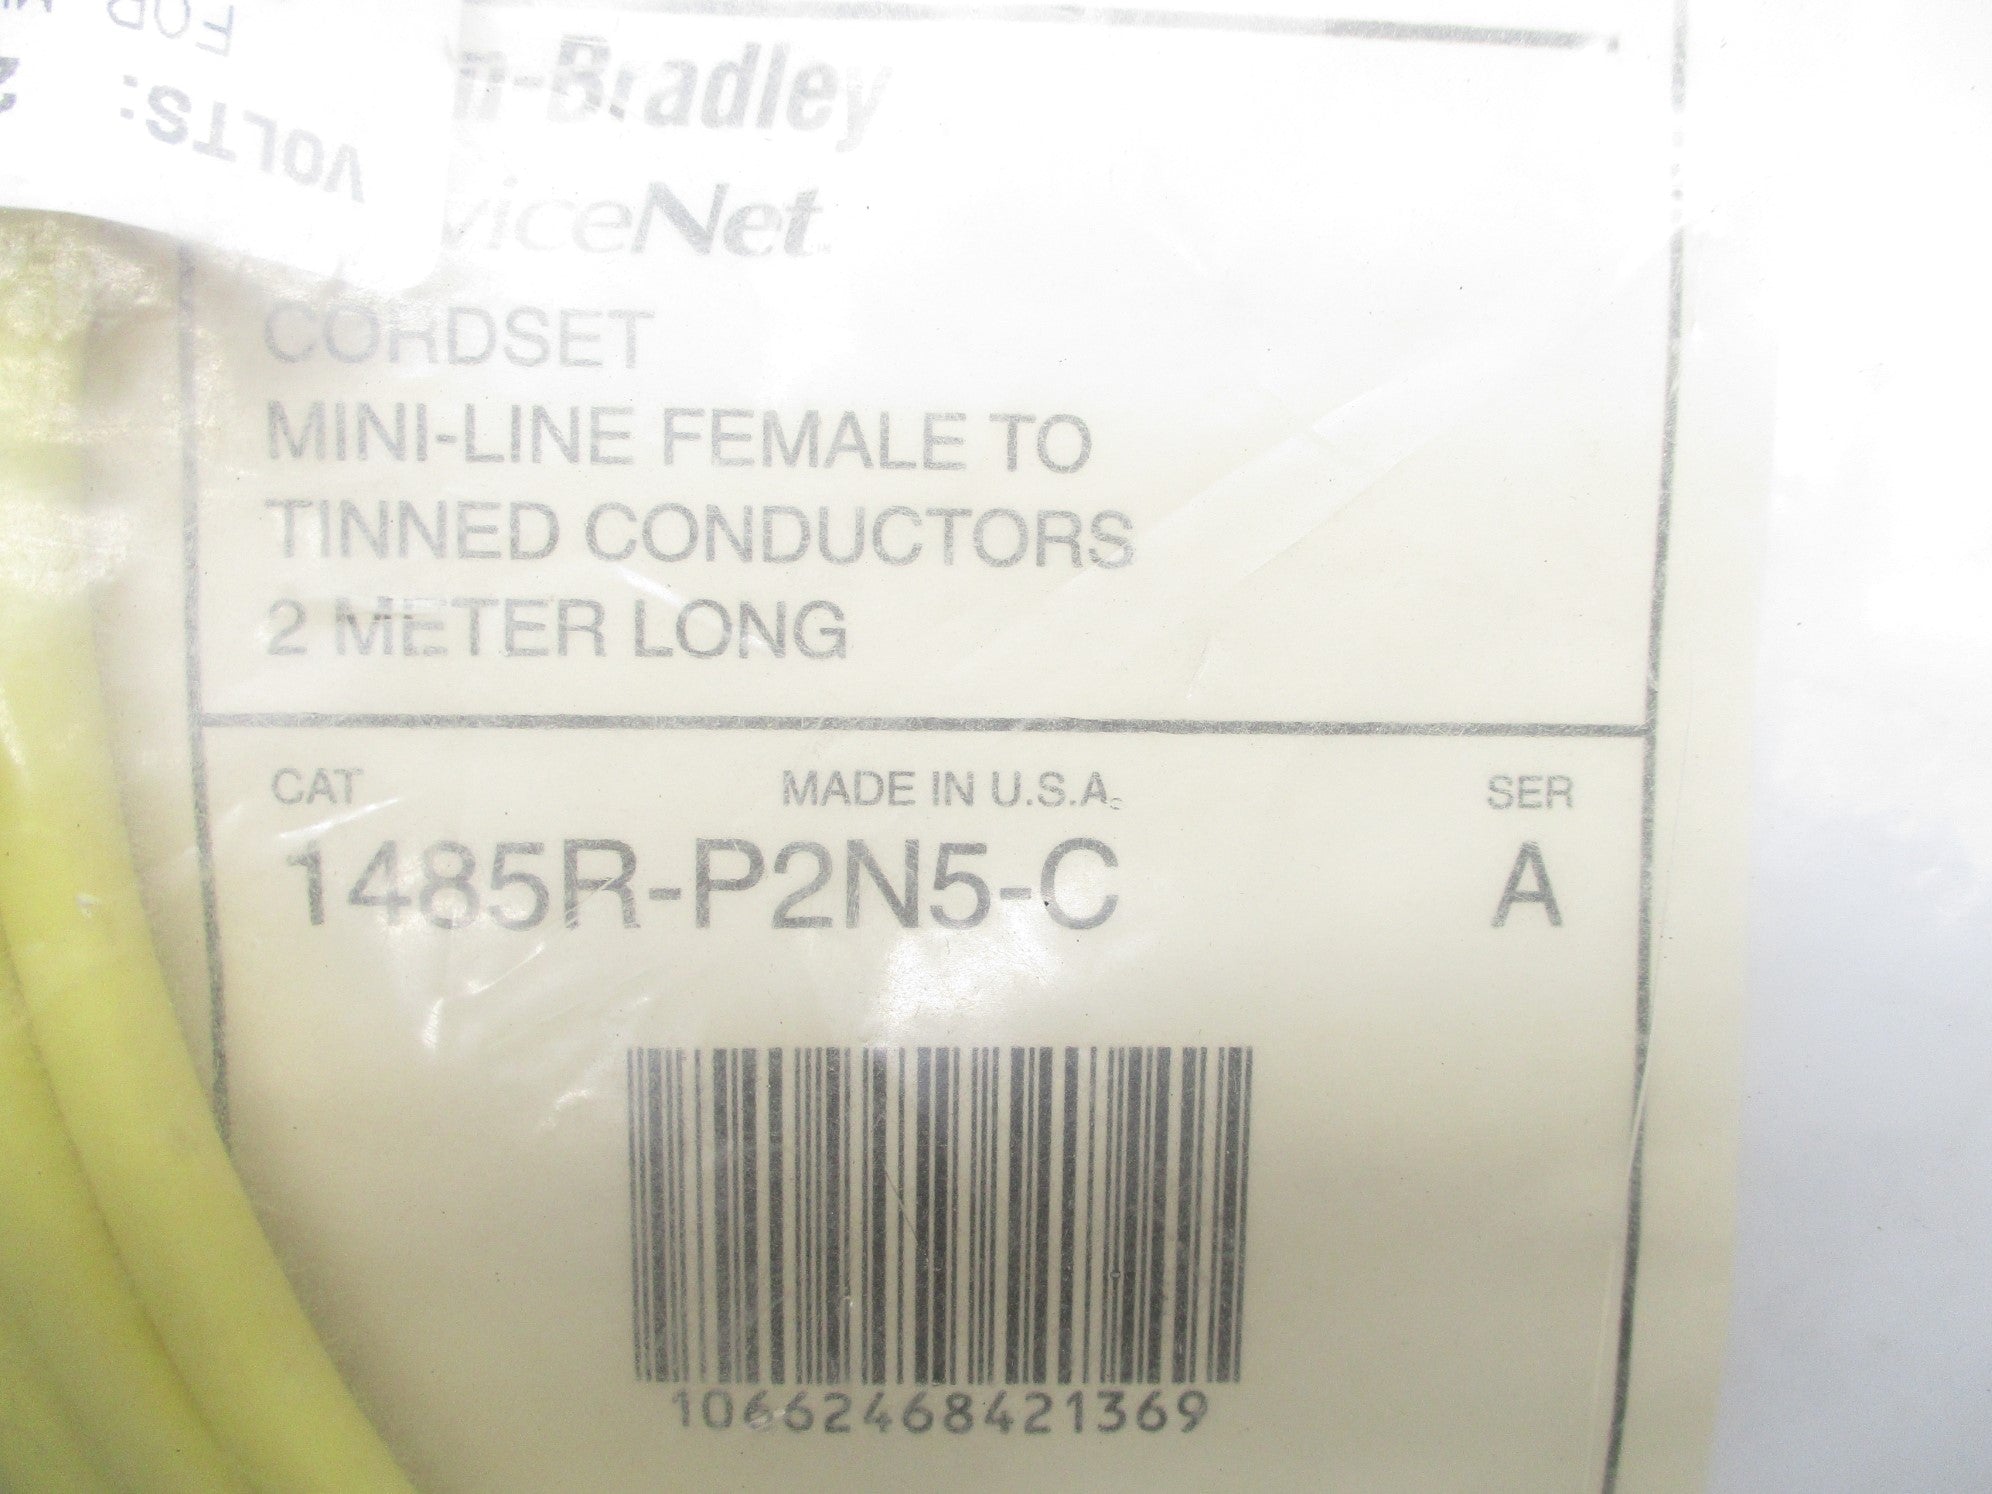 n-Bradley
viceNet
CORDSET
MINI-LINE FEMALE TO
TINNED CONDUCTORS
2 METER LONG
CAT MADE IN U.S.A. SER
1485R-P2N5-C A
10662468421369
FOR
VOLTS: 2